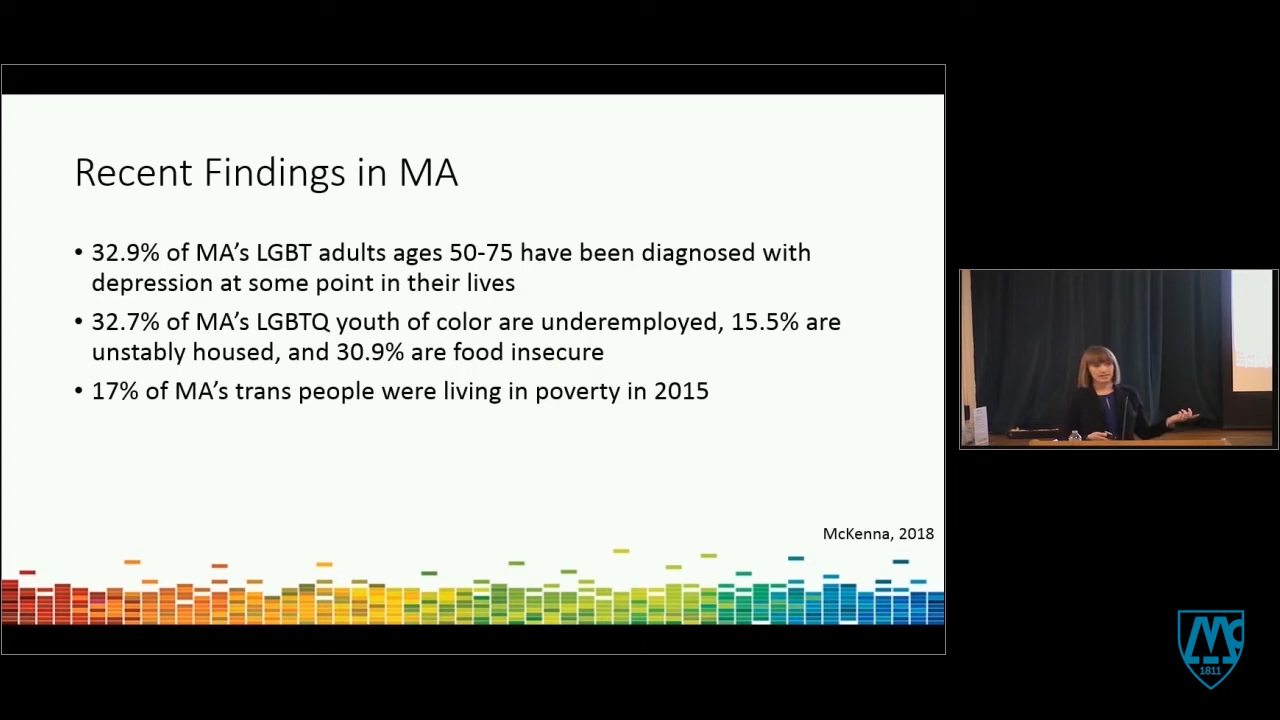 Recent Findings in MA
• 32.9% of MA’s LGBT adults ages 50-75 have been diagnosed with
depression at some point in their lives
• 32.7% of MA’s LGBTQ youth of color are underemployed, 15.5% are
unstably housed, and 30.9% are food insecure
• 17% of MA’s trans people were living in poverty in 2015
McKenna, 2018
Mc
1811